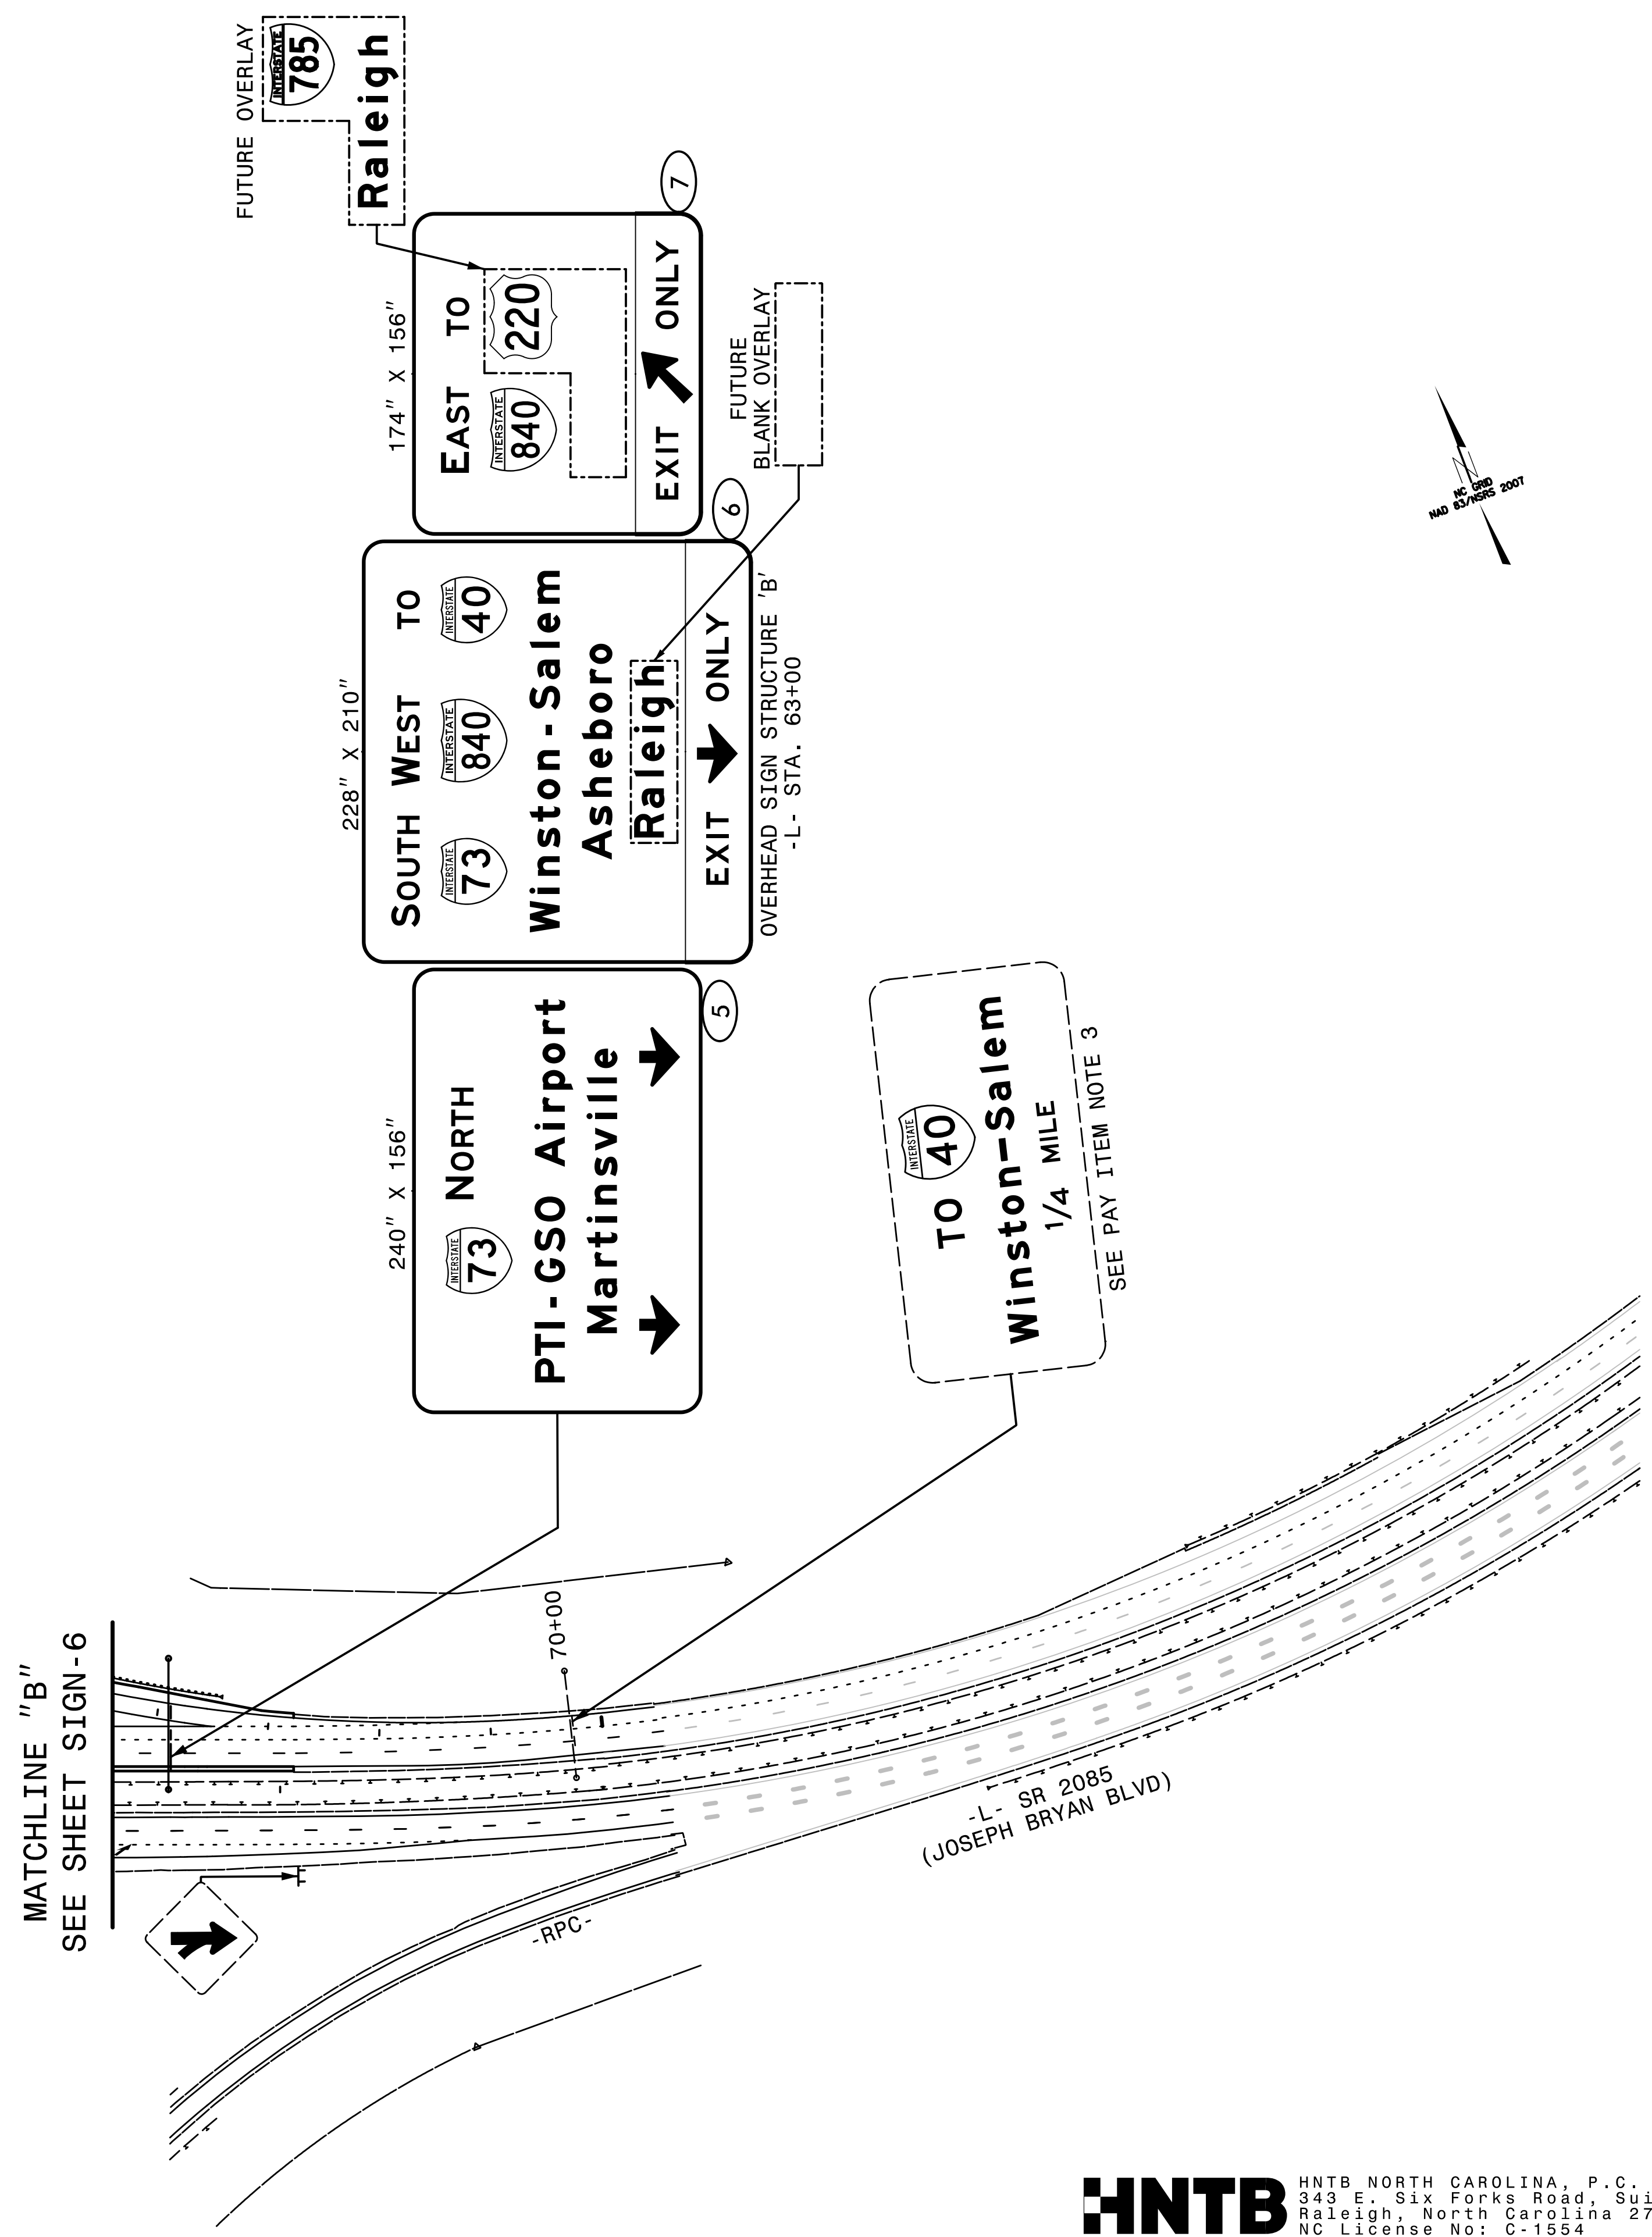 FUTURE OVERLAY
INTERSTATE
785
Raleigh
174" X 156"
EAST TO
INTERSTATE
840
220
EXIT ONLY
7
FUTURE
BLANK OVERLAY
228" X 210"
SOUTH WEST TO
INTERSTATE
73
INTERSTATE
840
INTERSTATE
40
Winston-Salem
Asheboro
Raleigh
EXIT ONLY
6
OVERHEAD SIGN STRUCTURE 'B'
-L- STA. 63+00
240" X 156"
INTERSTATE
73
NORTH
PTI-GSO Airport
Martinsville
5
TO
INTERSTATE
40
Winston-Salem
1/4 MILE
SEE PAY ITEM NOTE 3
NC GRID
NAD 83/NSRS 2007
MATCHLINE "B"
SEE SHEET SIGN-6
70+00
-L- SR 2085
(JOSEPH BRYAN BLVD)
-RPC-
HNTB
HNTB NORTH CAROLINA, P.C.
343 E. Six Forks Road, Sui
Raleigh, North Carolina 27
NC License No: C-1554